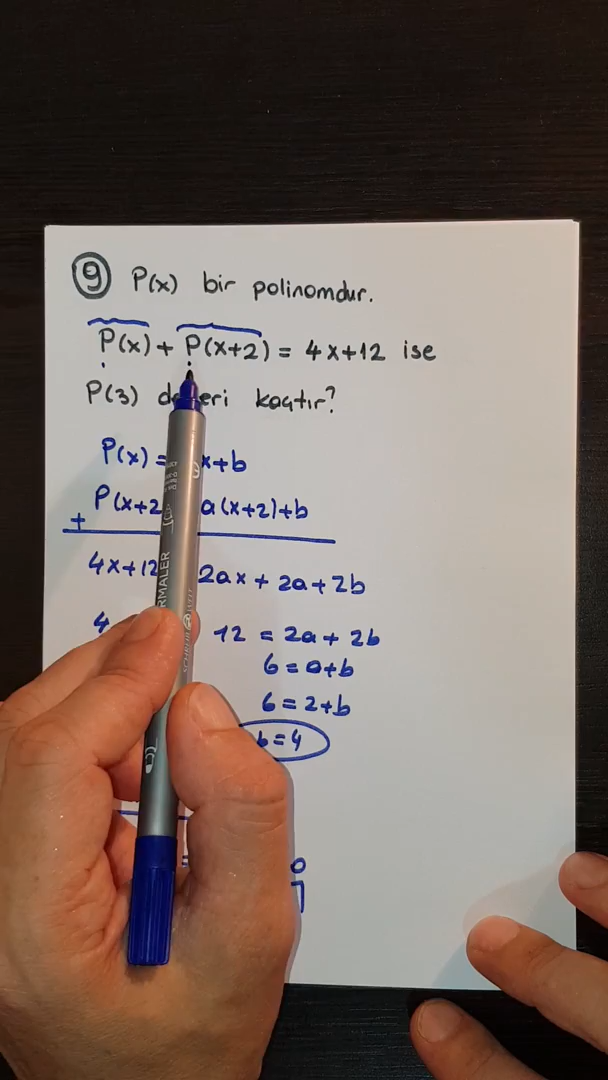 9 P(x) bir polinomdur.
P(x) + P(x+2) = 4x+12 ise
P(3) kaçtır?
P(x) = x+b
P(x+2 a(x+2)+b
+
4x+12 2ax + 2a + 2b
4 12 = 2a + 2b
6 = a+b
6 = 2+b
b = 4